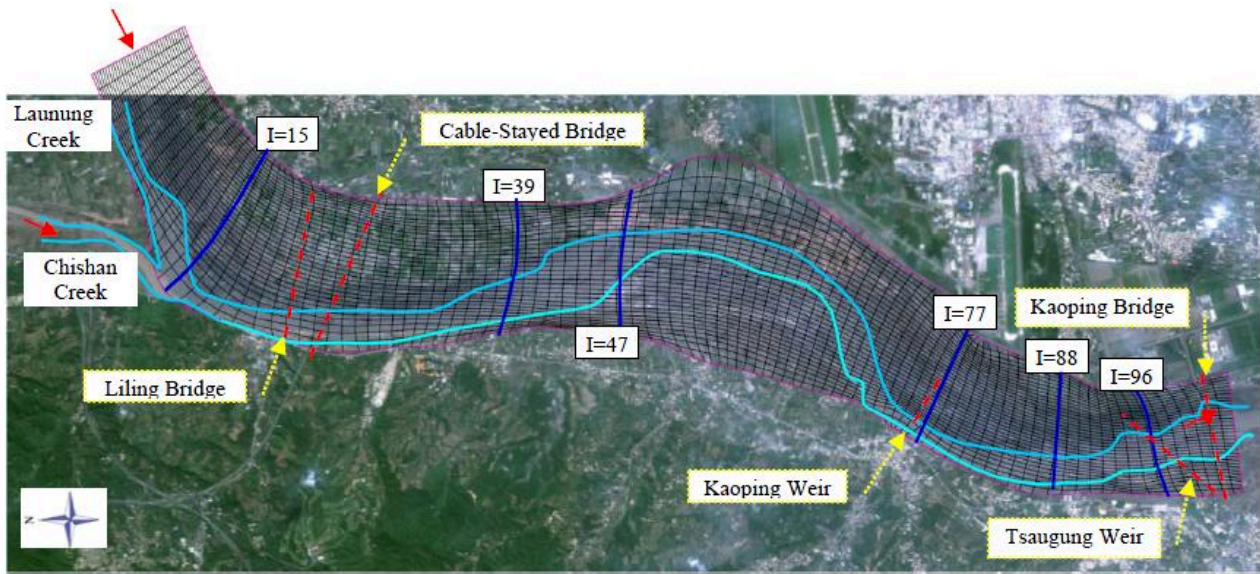 Launung
Creek
I=15
Cable-Stayed Bridge
I=39
Chishan
Creek
Kaoping Bridge
I=77
I=47
I=88
I=96
Liling Bridge
Kaoping Weir
N
Tsaugung Weir